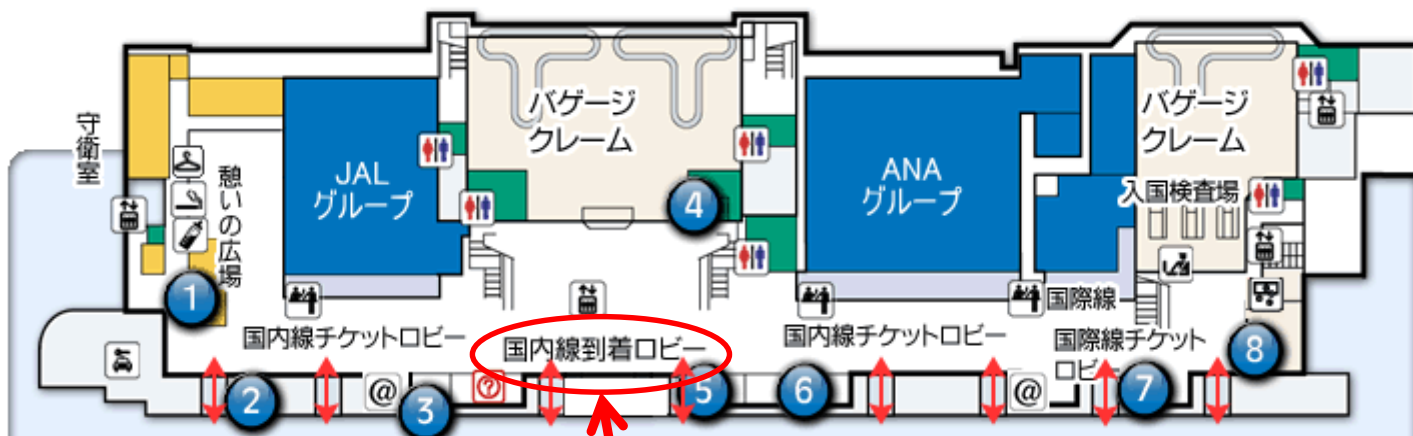 守衛室
憩いの広場
JAL
グループ
バゲージ
クレーム
ANA
グループ
バゲージ
クレーム
入国検査場
国際線
国内線チケットロビー
国内線到着ロビー
国内線チケットロビー
国際線チケット
ロビー
1
2
@
3
?
4
5
6
@
7
8